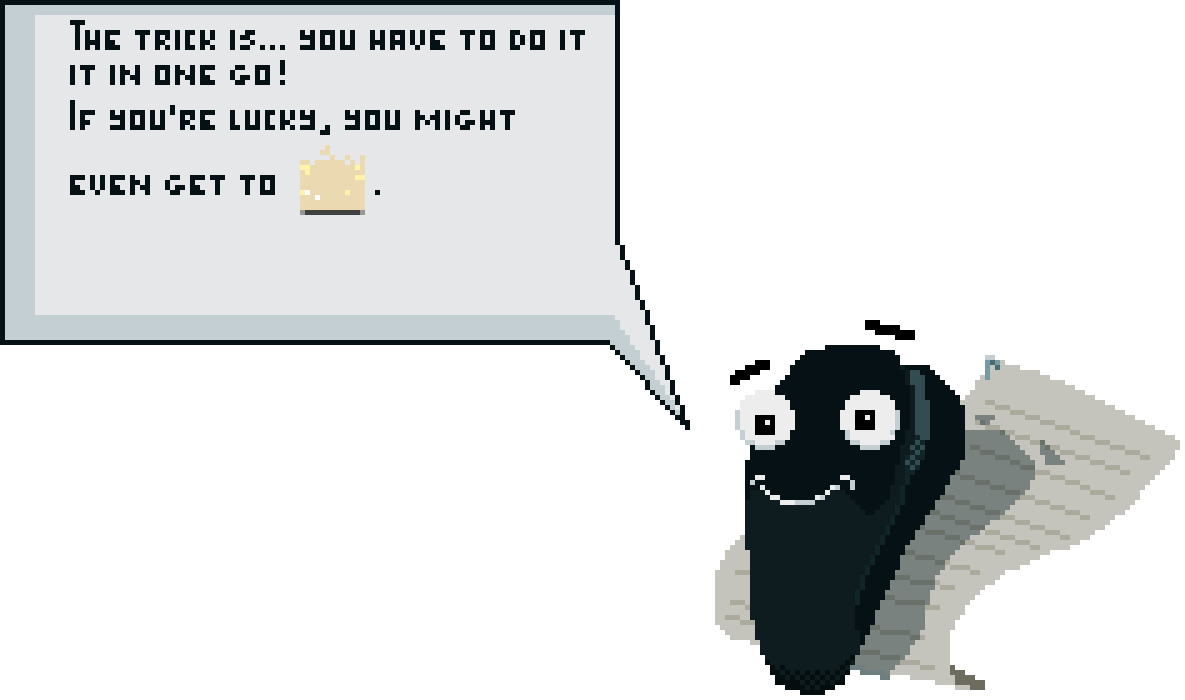 The trick is... you have to do it
it in one go!
If you're lucky, you might
even get to .